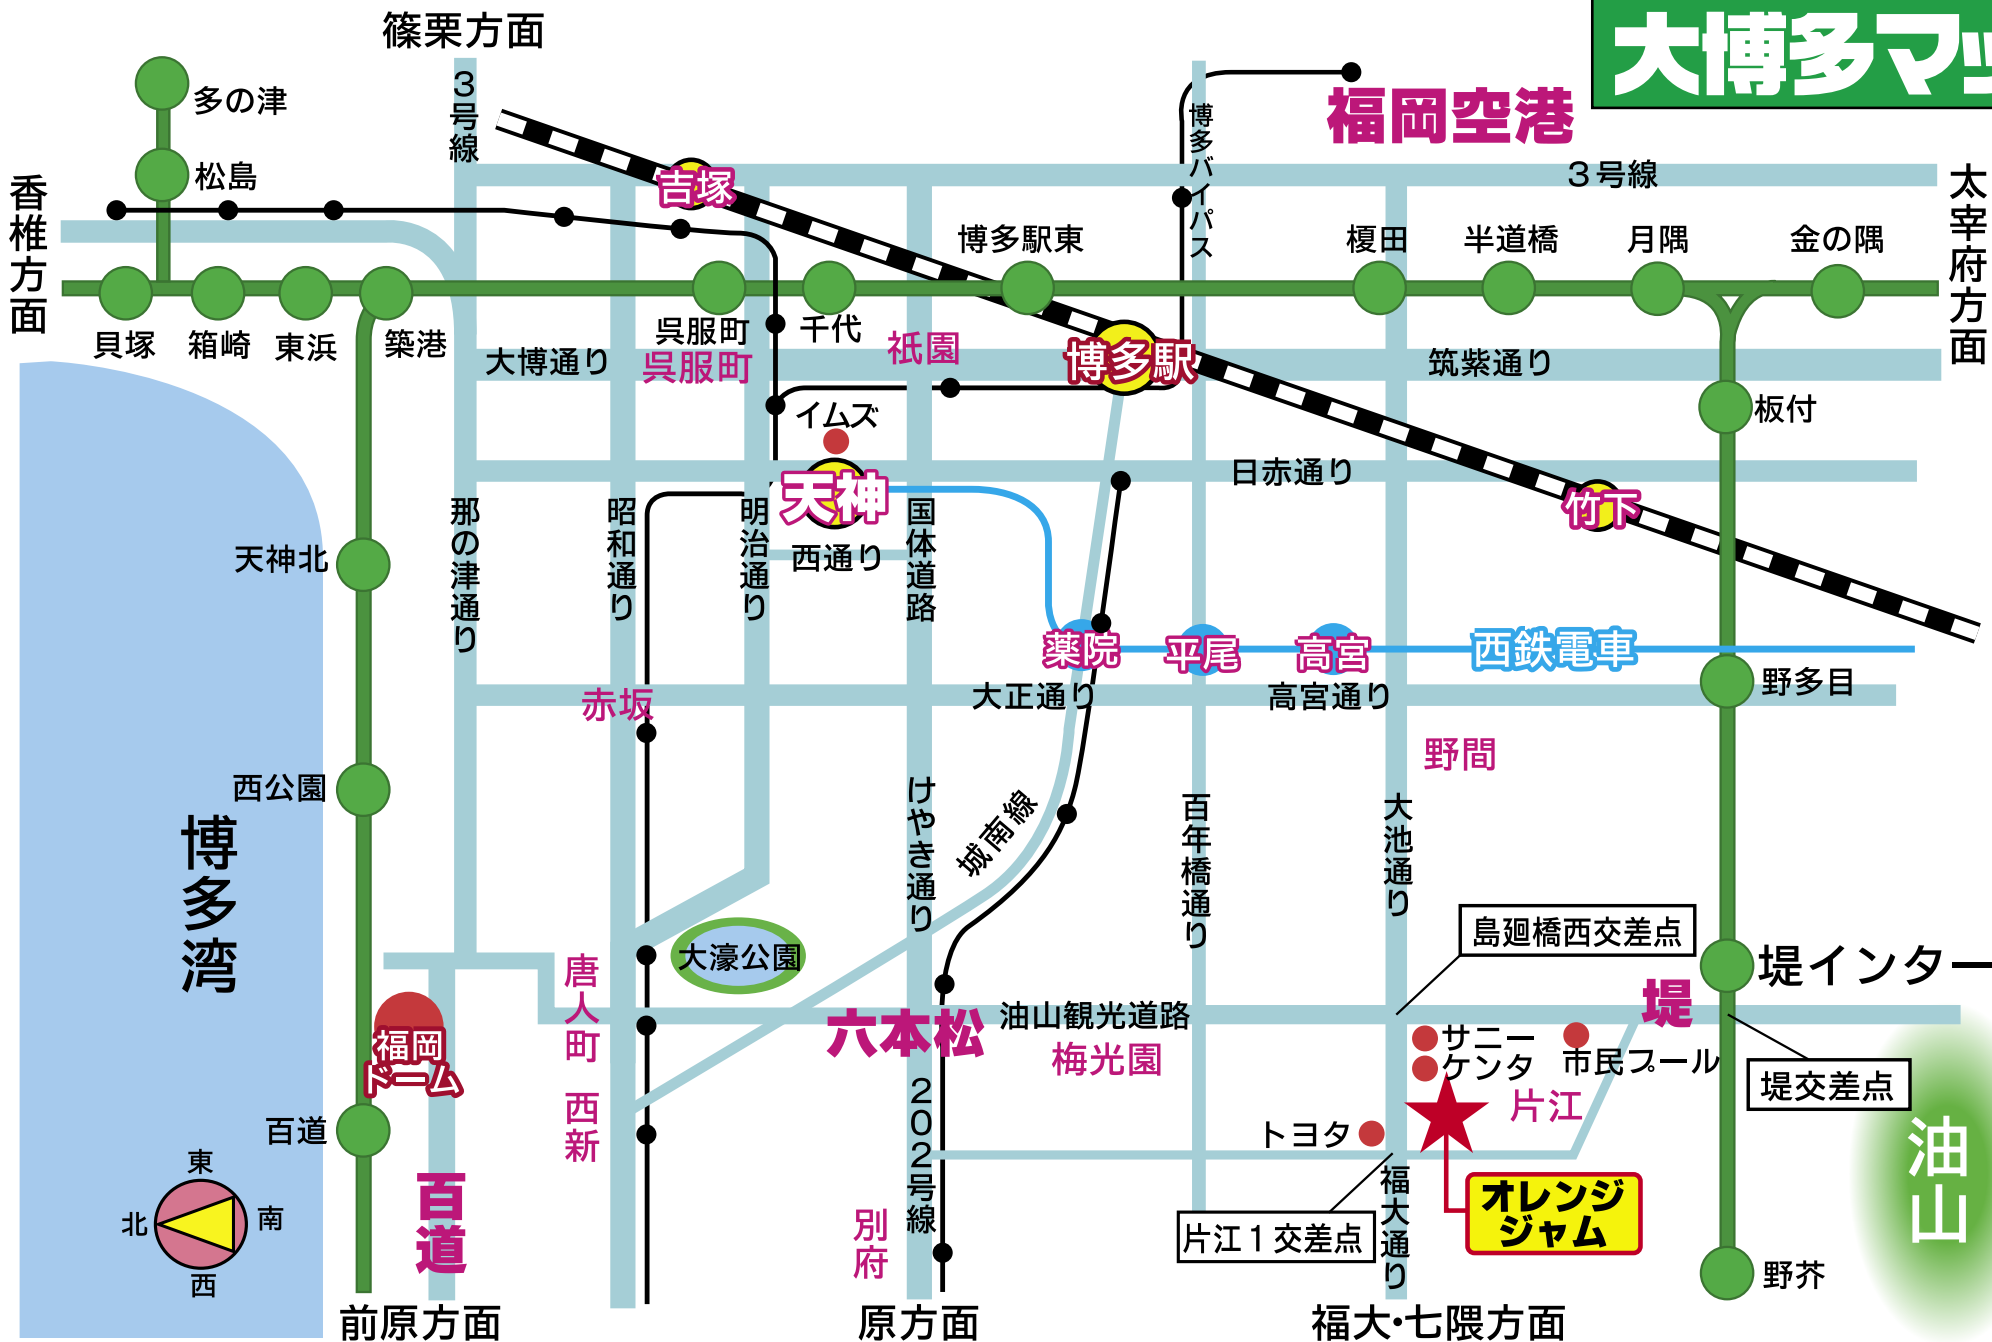 篠栗方面
大博多マッ
多の津
3号線
博多バイパス
福岡空港
松島
吉塚
3号線
香椎方面
太宰府方面
博多駅東
榎田
半道橋
月隈
金の隈
貝塚
箱崎
東浜
築港
呉服町
千代
大博通り
呉服町
祇園
博多駅
筑紫通り
板付
イムズ
日赤通り
天神
竹下
那の津通り
昭和通り
明治通り
国体道路
西通り
天神北
薬院
平尾
高宮
西鉄電車
赤坂
大正通り
高宮通り
野多目
野間
西公園
けやき通り
城南線
百年橋通り
大池通り
博多湾
島廻橋西交差点
大濠公園
堤インター
唐人町
堤
六本松
油山観光道路
福岡
ドーム
梅光園
サニー
ケンタ
市民プール
堤交差点
片江
西新
202号線
百道
トヨタ
油山
東
北
南
西
百道
別府
片江1交差点
福大通り
オレンジ
ジャム
野芥
前原方面
原方面
福大・七隈方面